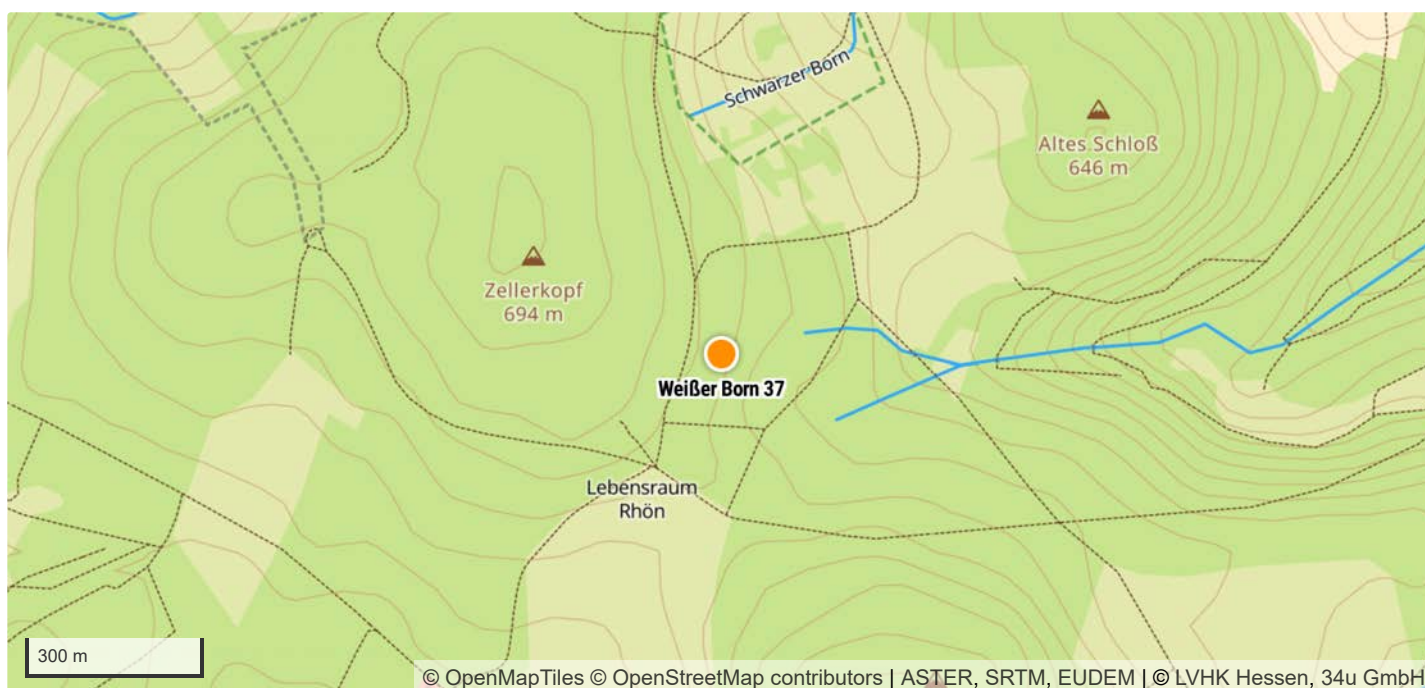 Schwarzer Born
Altes Schloß
646 m
Zellerkopf
694 m
Weißer Born 37
Lebensraum
Rhön
300 m
© OpenMapTiles © OpenStreetMap contributors | ASTER, SRTM, EUDEM | © LVHK Hessen, 34u GmbH